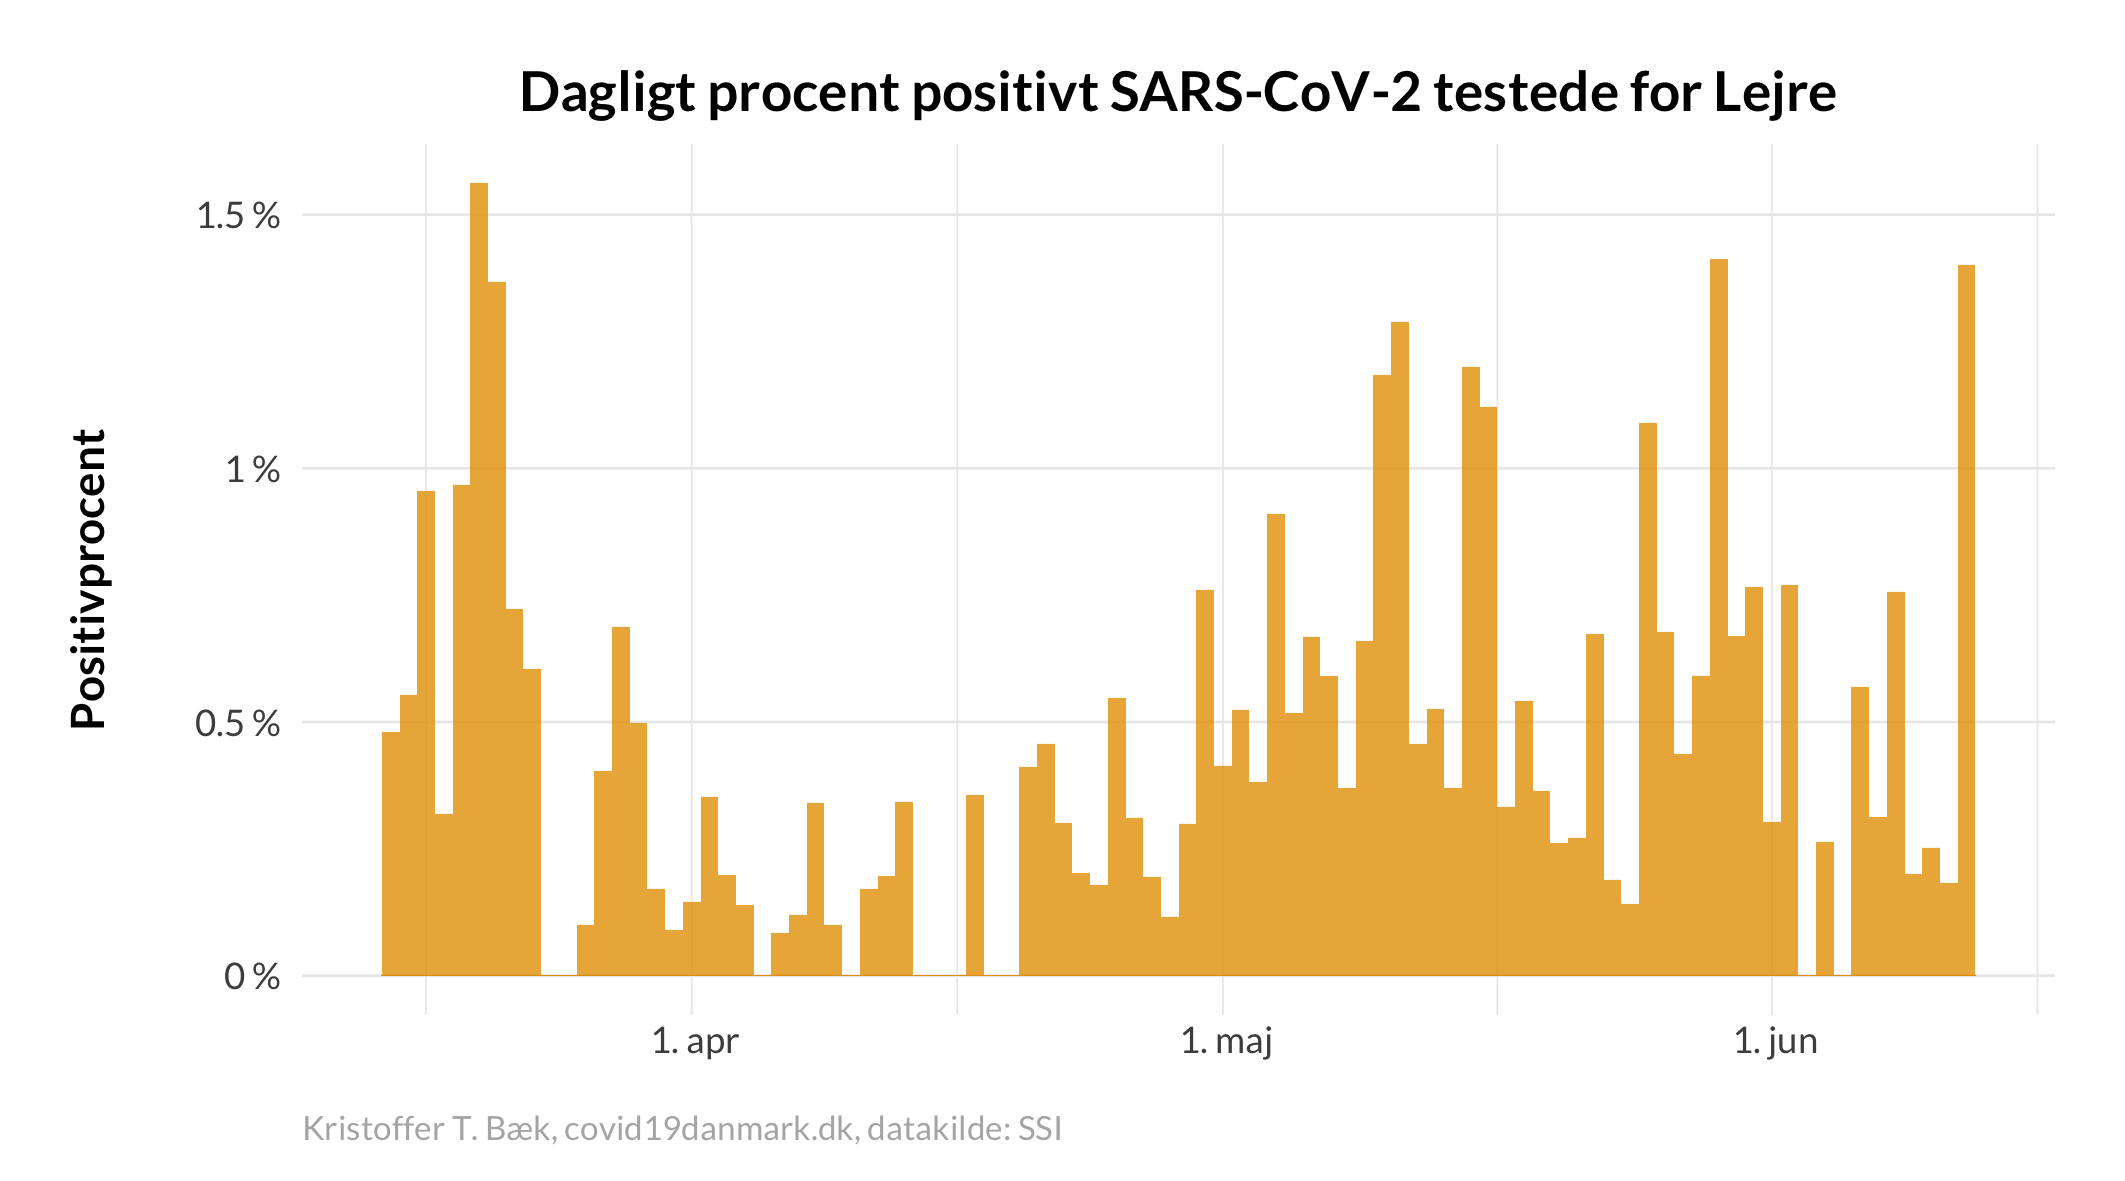 Dagligt procent positivt SARS-CoV-2 testede for Lejre
Positivprocent
1.5 %
1 %
0.5 %
0 %
1. apr
1. maj
1. jun
Kristoffer T. Bæk, covid19danmark.dk, datakilde: SSI